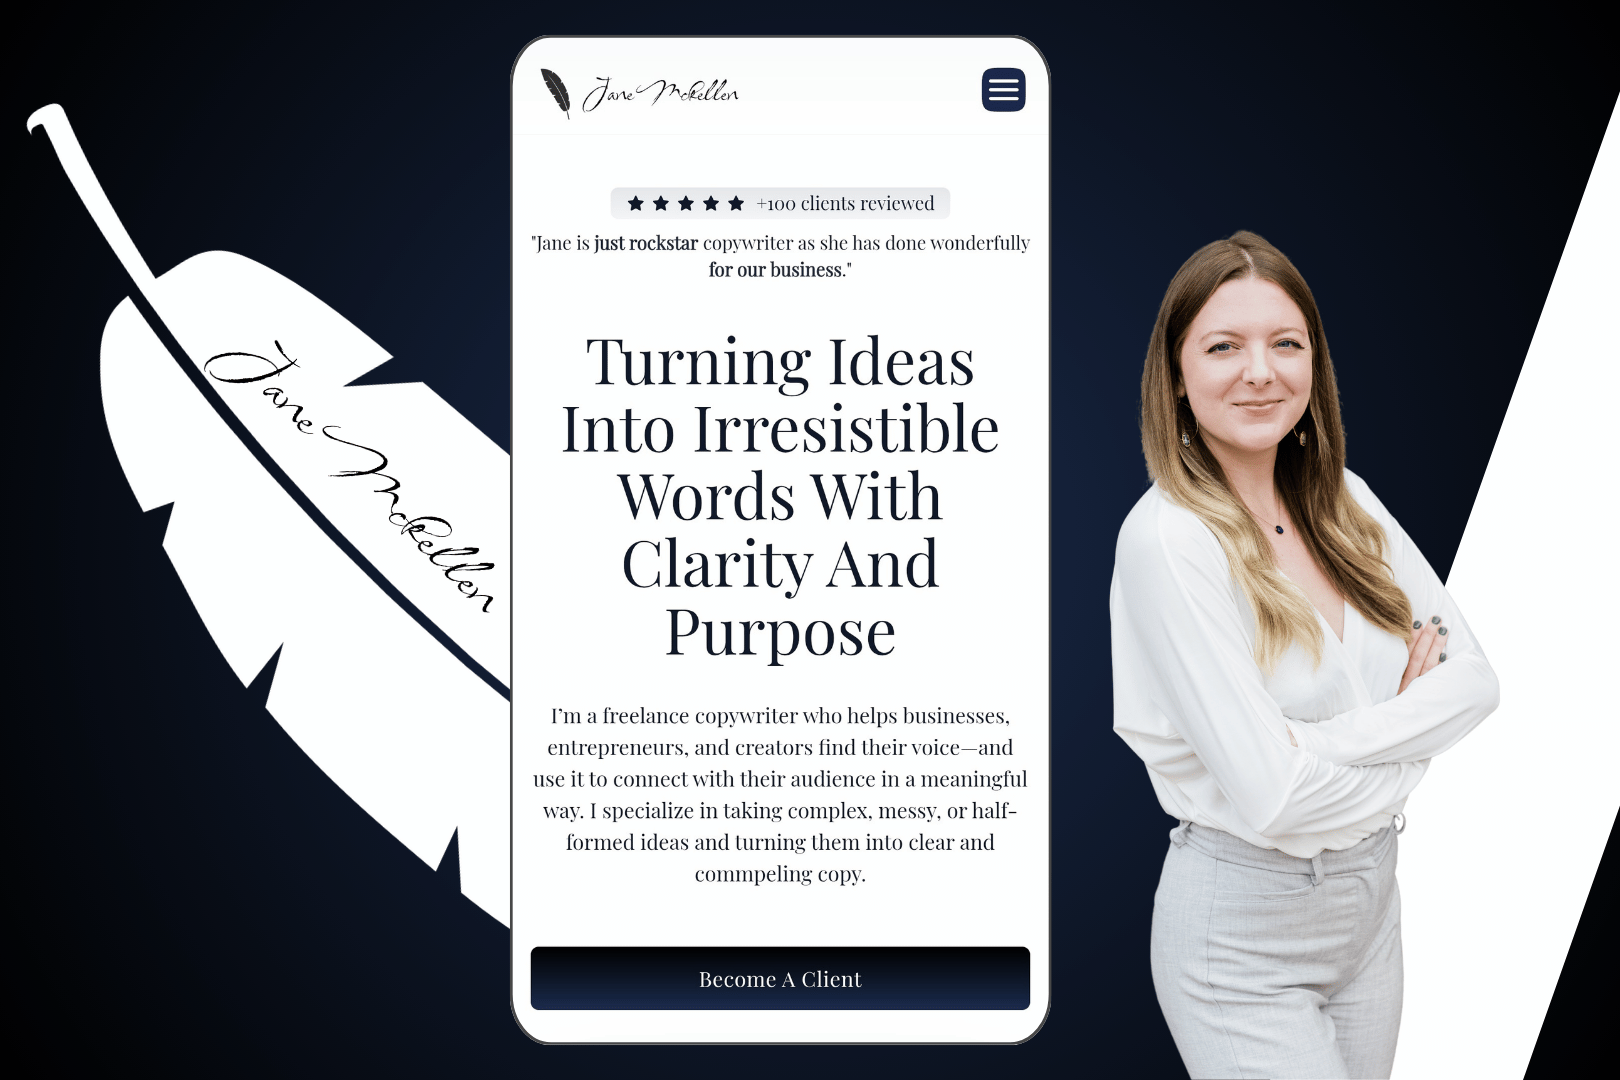 Jane Mckellen
Jane Mckellen
+100 clients reviewed
"Jane is just rockstar copywriter as she has done wonderfully
for our business."
Turning Ideas
Into Irresistible
Words With
Clarity And
Purpose
I’m a freelance copywriter who helps businesses,
entrepreneurs, and creators find their voice—and
use it to connect with their audience in a meaningful
way. I specialize in taking complex, messy, or half-
formed ideas and turning them into clear and
commpeling copy.
Become A Client